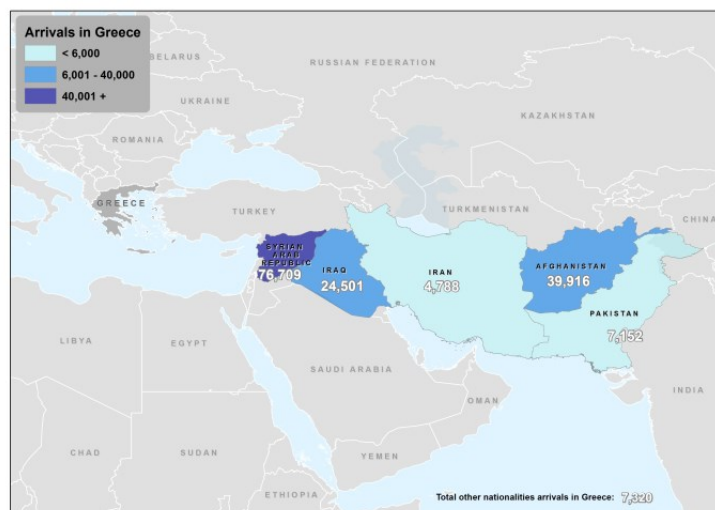 Arrivals in Greece
< 6,000
6,001 - 40,000
40,001 +
BELARUS
RUSSIAN FEDERATION
UKRAINE
KAZAKHSTAN
ROMANIA
GREECE
TURKEY
TURKMENISTAN
CHINA
SYRIAN
ARAB
REPUBLIC
76,709
IRAQ
24,501
IRAN
4,788
AFGHANISTAN
39,916
PAKISTAN
7,152
LIBYA
EGYPT
SAUDI ARABIA
OMAN
INDIA
CHAD
SUDAN
YEMEN
ETHIOPIA
Total other nationalities arrivals in Greece: 7,320